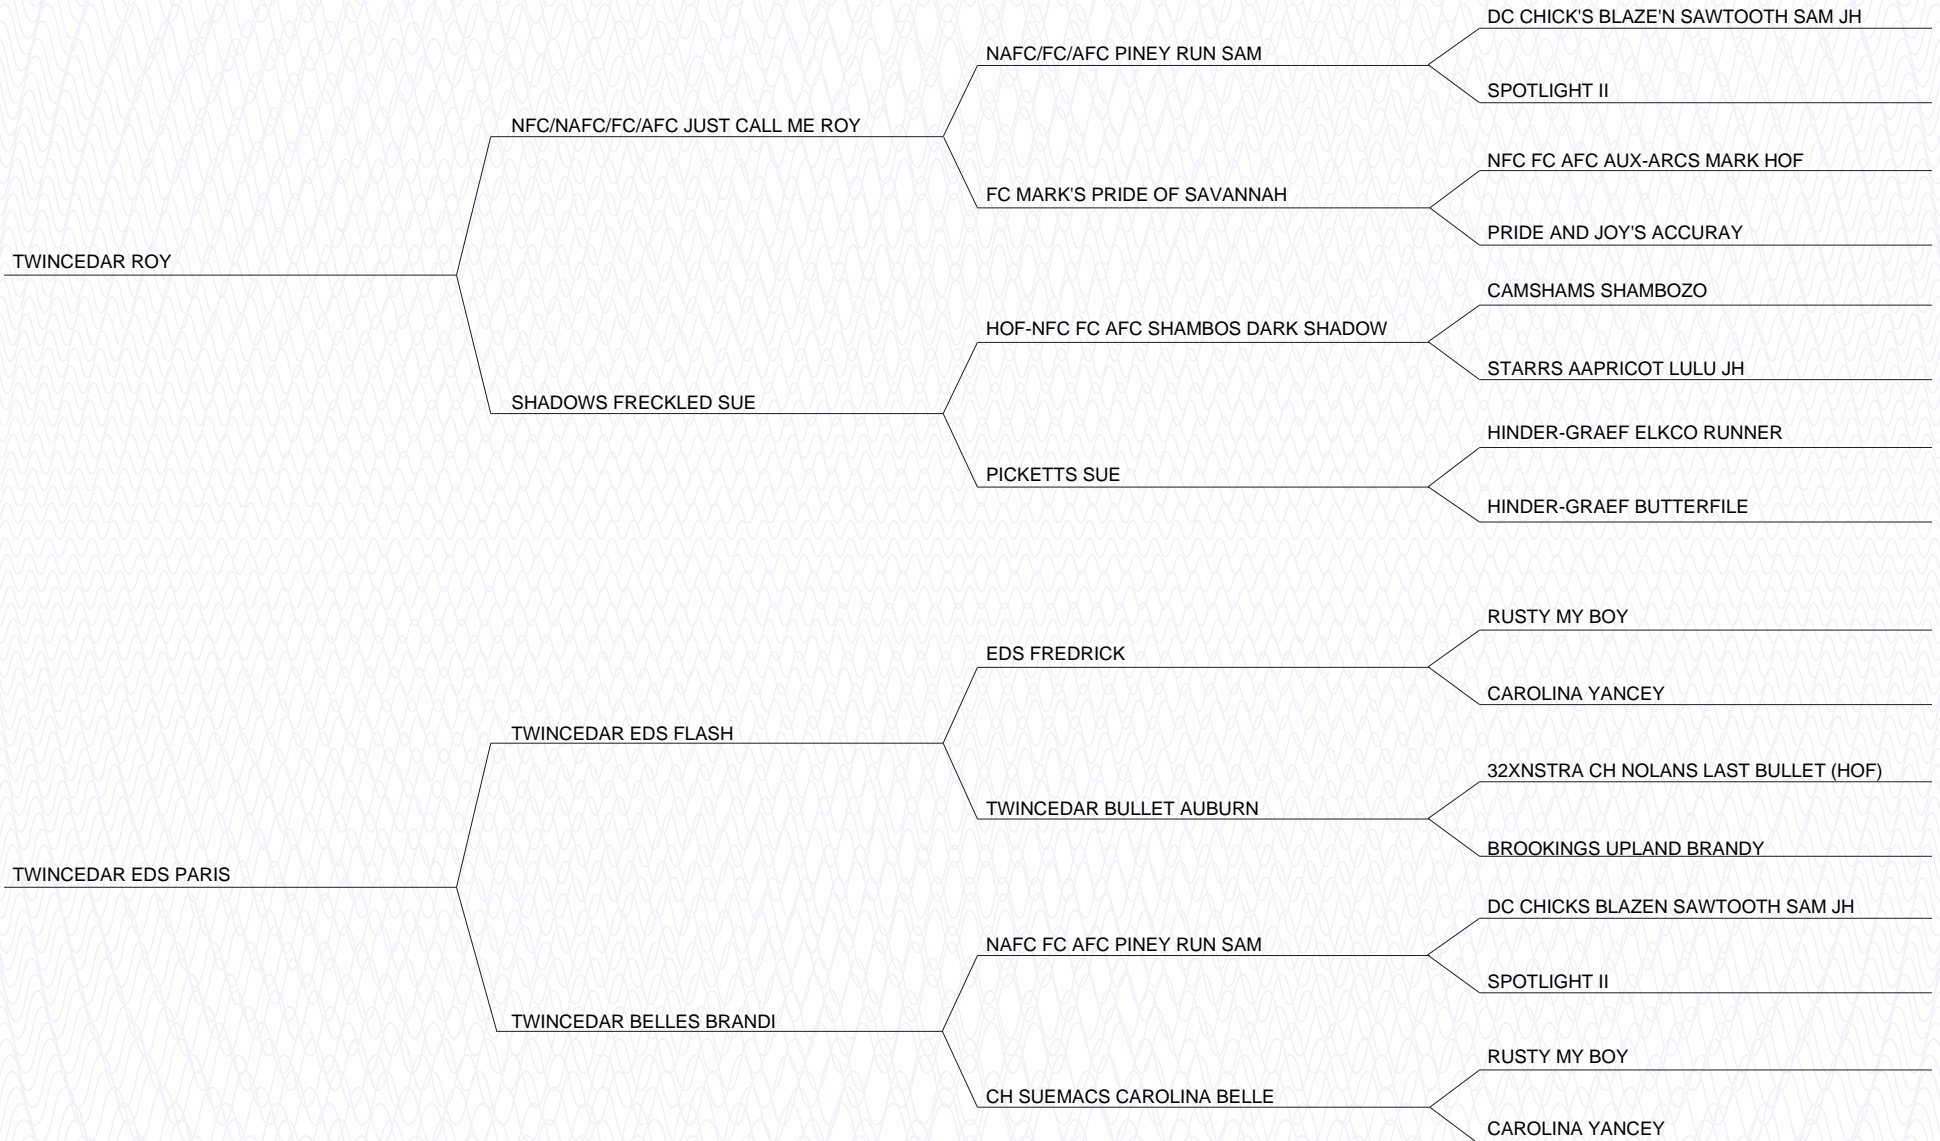 DC CHICK'S BLAZE'N SAWTOOTH SAM JH
NAFC/FC/AFC PINEY RUN SAM
SPOTLIGHT II
NFC/NAFC/FC/AFC JUST CALL ME ROY
NFC FC AFC AUX-ARCS MARK HOF
FC MARK'S PRIDE OF SAVANNAH
PRIDE AND JOY'S ACCURAY
TWINCEDAR ROY
CAMSHAMS SHAMBOZO
HOF-NFC FC AFC SHAMBOS DARK SHADOW
STARRS AAPRICOT LULU JH
SHADOWS FRECKLED SUE
HINDER-GRAEF ELKCO RUNNER
PICKETTS SUE
HINDER-GRAEF BUTTERFILE
RUSTY MY BOY
EDS FREDRICK
CAROLINA YANCEY
TWINCEDAR EDS FLASH
32XNSTRA CH NOLANS LAST BULLET (HOF)
TWINCEDAR BULLET AUBURN
BROOKINGS UPLAND BRANDY
TWINCEDAR EDS PARIS
DC CHICKS BLAZEN SAWTOOTH SAM JH
NAFC FC AFC PINEY RUN SAM
SPOTLIGHT II
TWINCEDAR BELLES BRANDI
RUSTY MY BOY
CH SUEMACS CAROLINA BELLE
CAROLINA YANCEY